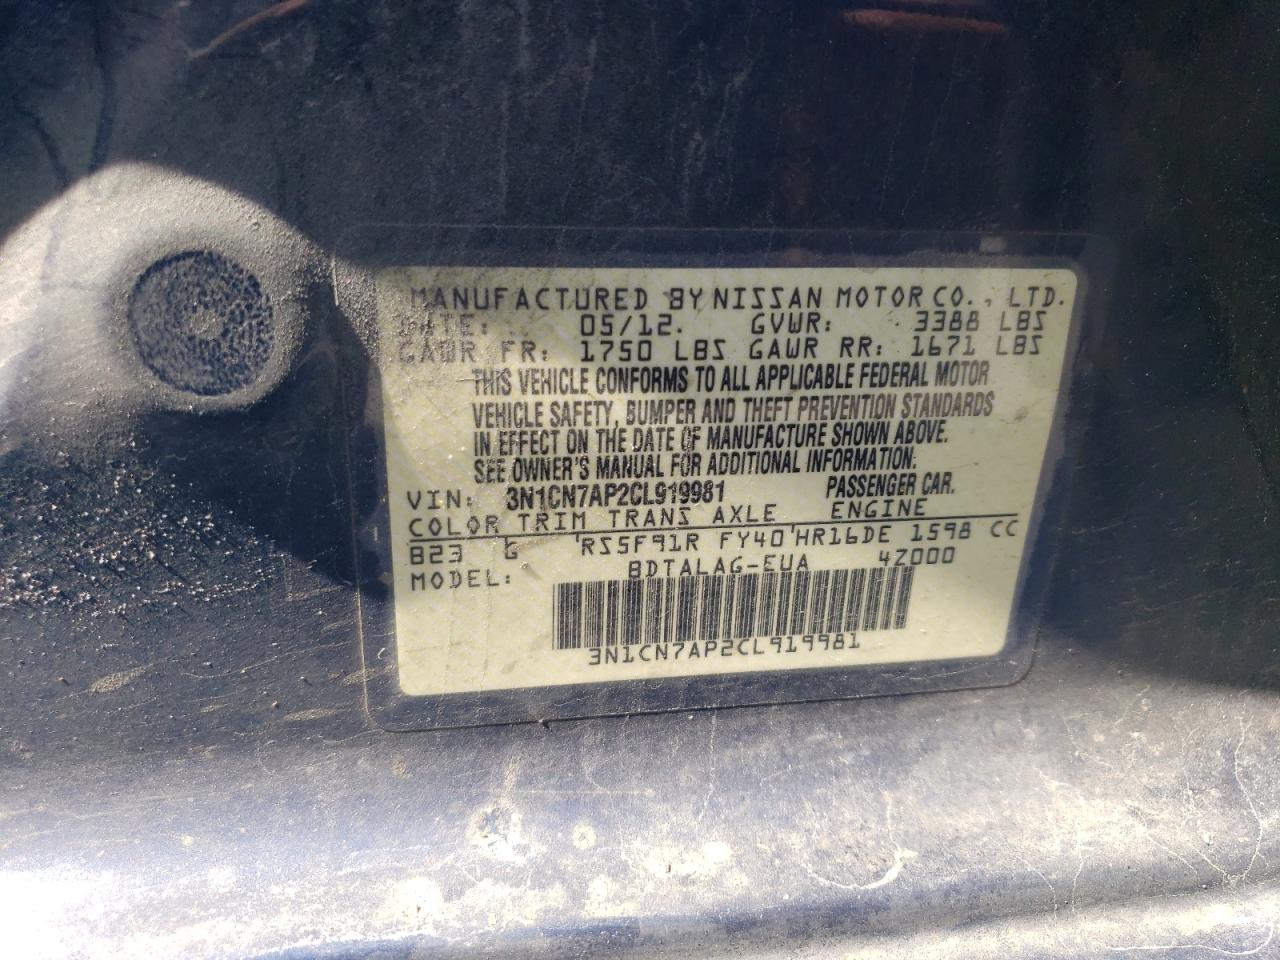 MANUFACTURED BY NISSAN MOTOR CO., LTD.
DATE: 05/12. GVWR: 3388 LBS
GAWR FR: 1750 LBS GAWR RR: 1671 LBS
THIS VEHICLE CONFORMS TO ALL APPLICABLE FEDERAL MOTOR
VEHICLE SAFETY, BUMPER AND THEFT PREVENTION STANDARDS
IN EFFECT ON THE DATE OF MANUFACTURE SHOWN ABOVE.
SEE OWNER'S MANUAL FOR ADDITIONAL INFORMATION.
VIN: 3N1CN7AP2CL919981 PASSENGER CAR.
COLOR TRIM TRANS AXLE ENGINE
B23 G RS5F91R FY40 HR16DE 1598 CC
MODEL: BDTALAG-EUA 42000
3N1CN7AP2CL919981